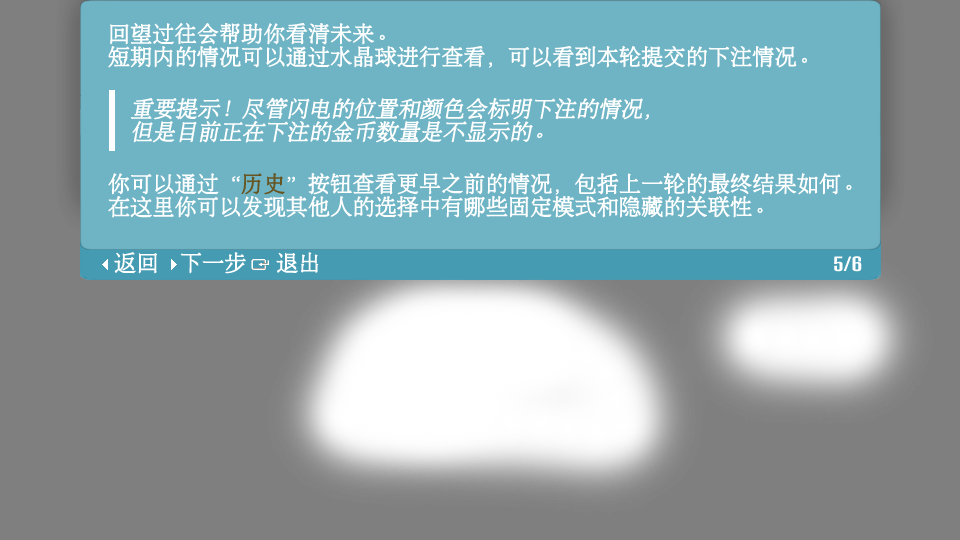 回望过往会帮助你看清未来。
短期内的情况可以通过水晶球进行查看，可以看到本轮提交的下注情况。
重要提示！尽管闪电的位置和颜色会标明下注的情况，
但是目前正在下注的金币数量是不显示的。
你可以通过“历史”按钮查看更早之前的情况，包括上一轮的最终结果如何。
在这里你可以发现其他人的选择中有哪些固定模式和隐藏的关联性。
返回 下一步 退出 5/6